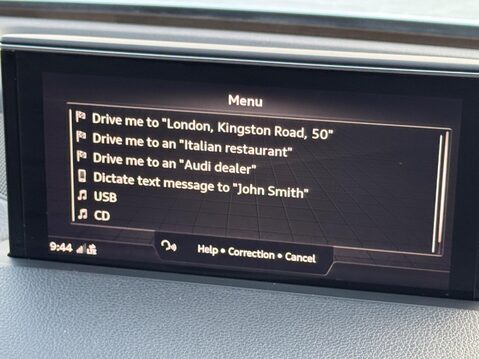 Menu
Drive me to "London, Kingston Road, 50"
Drive me to an "Italian restaurant"
Drive me to an "Audi dealer"
Dictate text message to "John Smith"
USB
CD
9:44 LTE
Help • Correction • Cancel